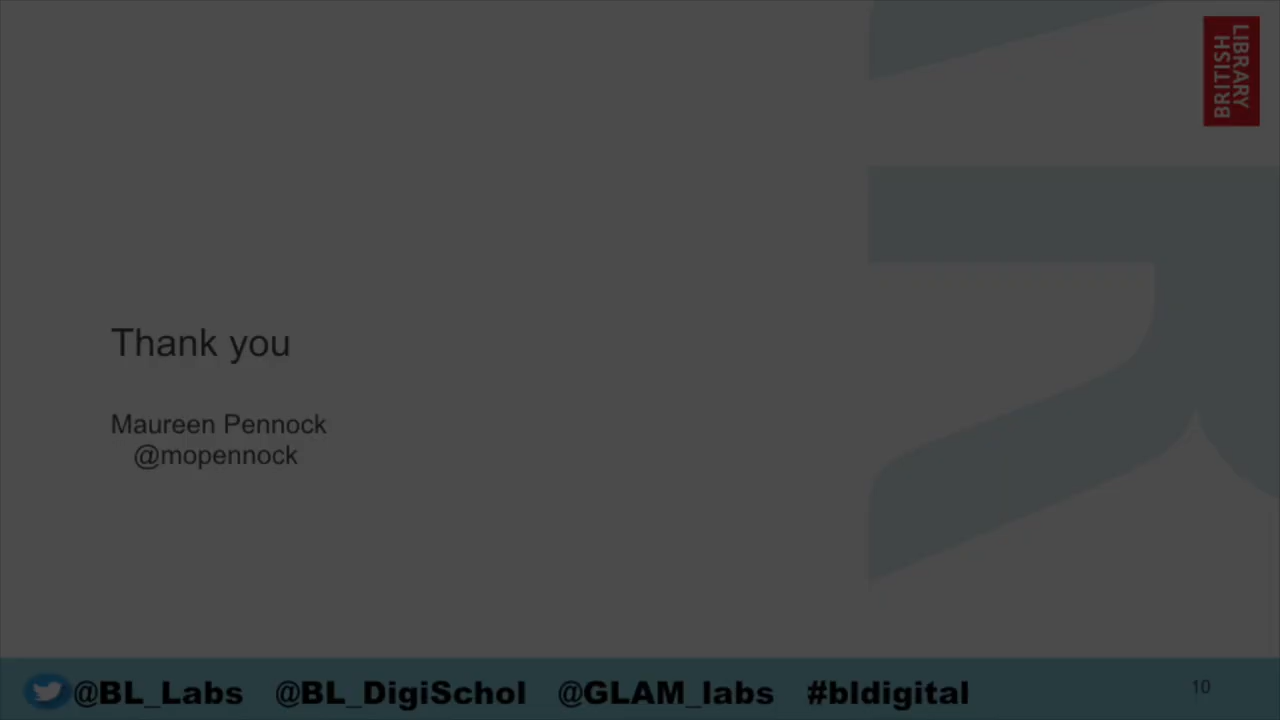 BRITISH
LIBRARY
Thank you
Maureen Pennock
@mopennock
@BL_Labs @BL_DigiSchol @GLAM_labs #bldigital
10